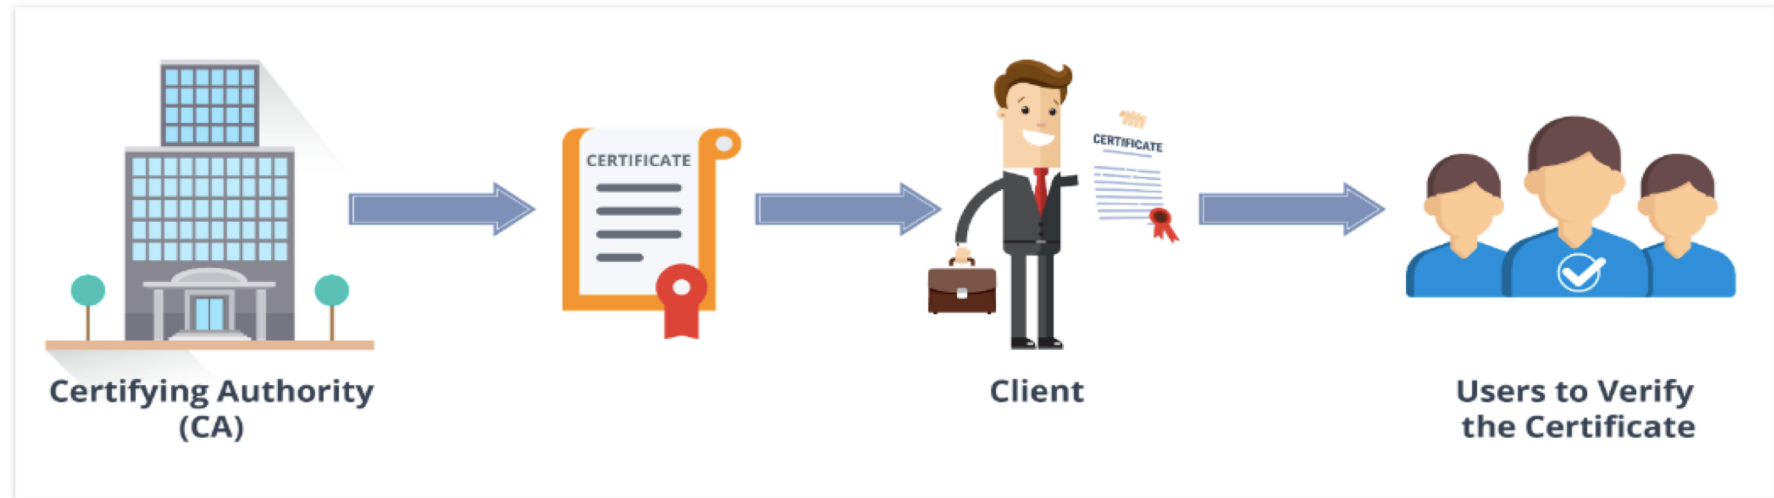 CERTIFICATE
CERTIFICATE
Certifying Authority
(CA)
Client
Users to Verify
the Certificate